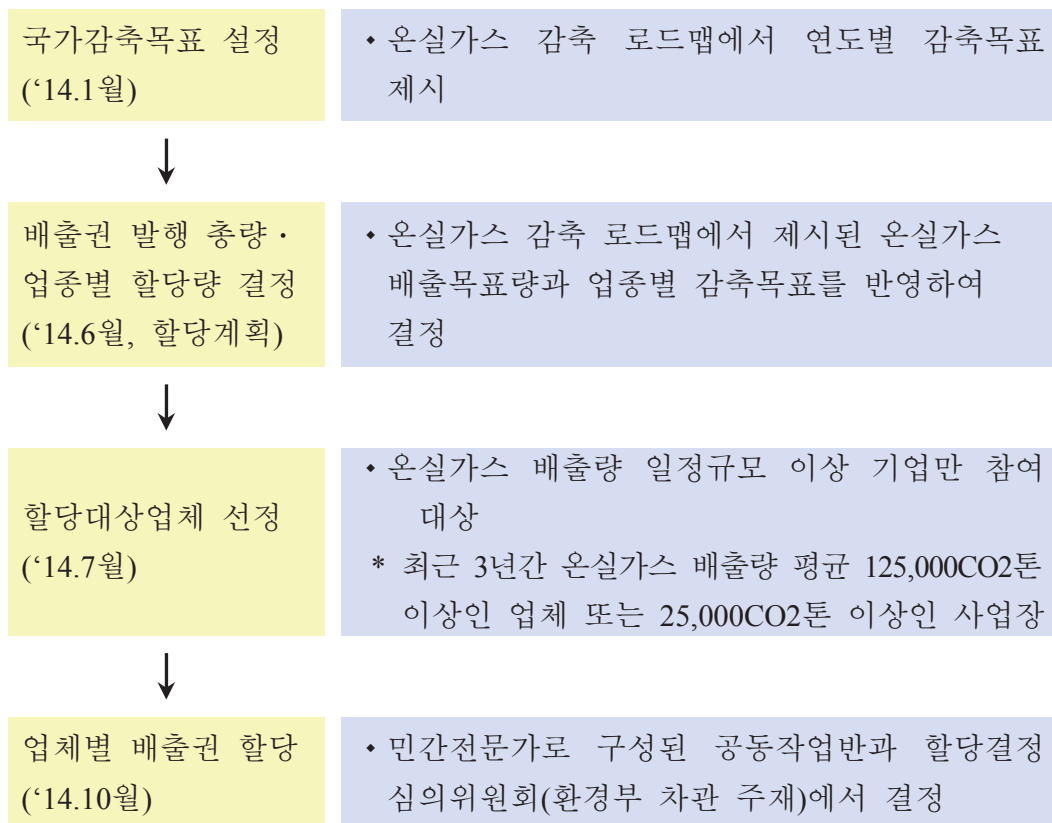 국가감축목표 설정
(‘14.1월)
⬩온실가스 감축 로드맵에서 연도별 감축목표
제시
↓
배출권 발행 총량·
업종별 할당량 결정
(‘14.6월, 할당계획)
⬩온실가스 감축 로드맵에서 제시된 온실가스
배출목표량과 업종별 감축목표를 반영하여
결정
↓
할당대상업체 선정
(‘14.7월)
⬩온실가스 배출량 일정규모 이상 기업만 참여
대상
* 최근 3년간 온실가스 배출량 평균 125,000CO2톤
이상인 업체 또는 25,000CO2톤 이상인 사업장
↓
업체별 배출권 할당
(‘14.10월)
⬩민간전문가로 구성된 공동작업반과 할당결정
심의위원회(환경부 차관 주재)에서 결정